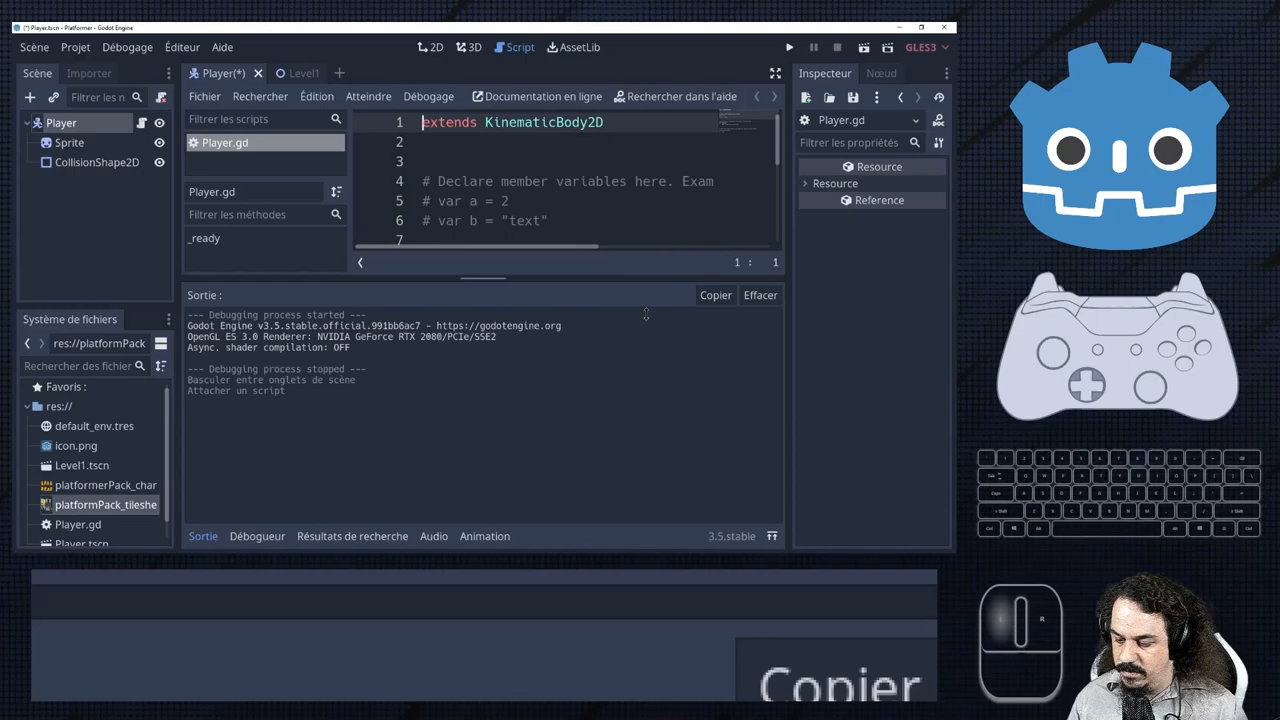 (*) Player.tscn - Platformer - Godot Engine
Scène Projet Débogage Éditeur Aide
2D 3D Script AssetLib
GLES3
Scène Importer
Player(*) Level1
Inspecteur Nœud
Filtrer les n
Fichier Rechercher Édition Atteindre Débogage Documentation en ligne Rechercher dans l'aide
Player
Sprite
CollisionShape2D
Filtrer les scripts
Player.gd
Player.gd
Filtrer les méthodes
_ready
1 extends KinematicBody2D
2
3
4 # Declare member variables here. Exam
5 # var a = 2
6 # var b = "text"
7
1 : 1
Player.gd
Filtrer les propriétés
Resource
Resource
Reference
Sortie : Copier Effacer
--- Debugging process started ---
Godot Engine v3.5.stable.official.991bb6ac7 - https://godotengine.org
OpenGL ES 3.0 Renderer: NVIDIA GeForce RTX 2080/PCIe/SSE2
Async. shader compilation: OFF
--- Debugging process stopped ---
Basculer entre onglets de scène
Attacher un script
Système de fichiers
res://platformPack
Rechercher des fichier
Favoris :
res://
default_env.tres
icon.png
Level1.tscn
platformerPack_char
platformPack_tileshe
Player.gd
Player.tscn
Sortie Débogueur Résultats de recherche Audio Animation 3.5.stable
Copier
R